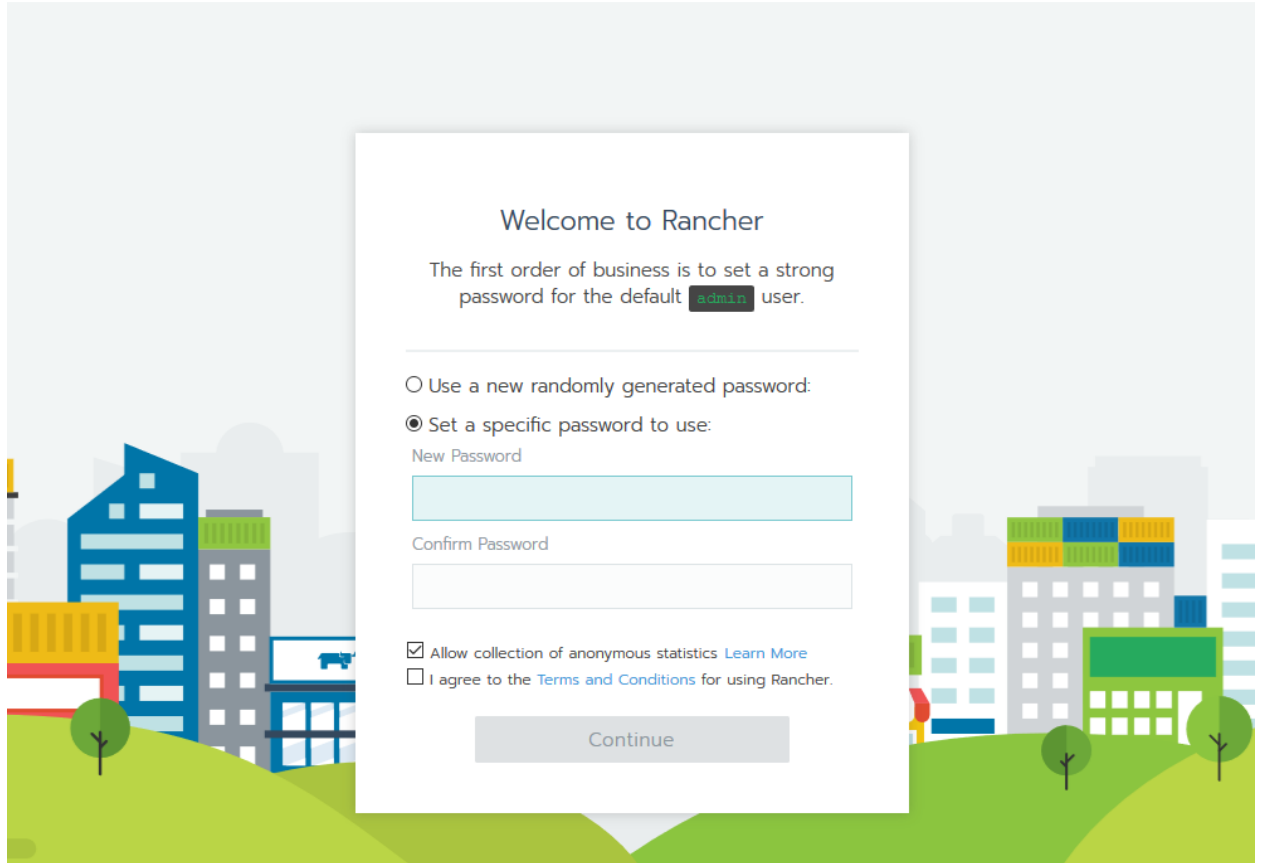 Welcome to Rancher
The first order of business is to set a strong
password for the default admin user.
Use a new randomly generated password:
Set a specific password to use:
New Password
Confirm Password
Allow collection of anonymous statistics Learn More
I agree to the Terms and Conditions for using Rancher.
Continue